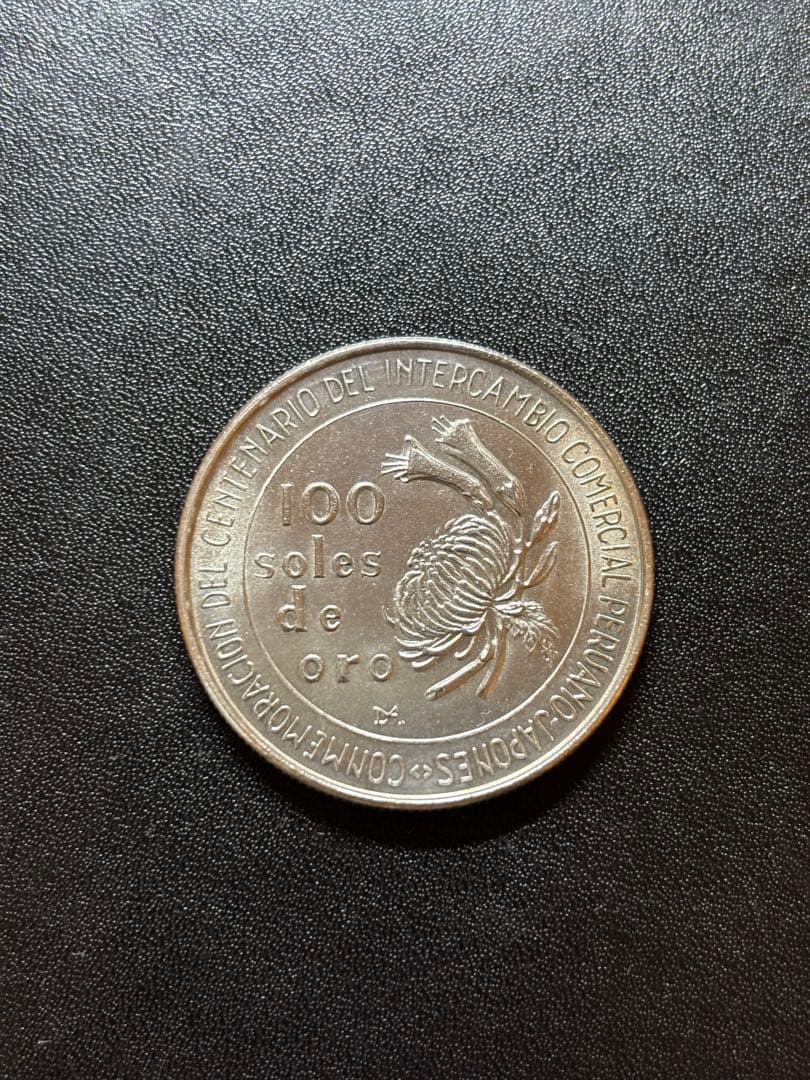 CONMEMORACION DEL CENTENARIO DEL INTERCAMBIO COMERCIAL PERUANO-JAPONES
100
soles
de
oro